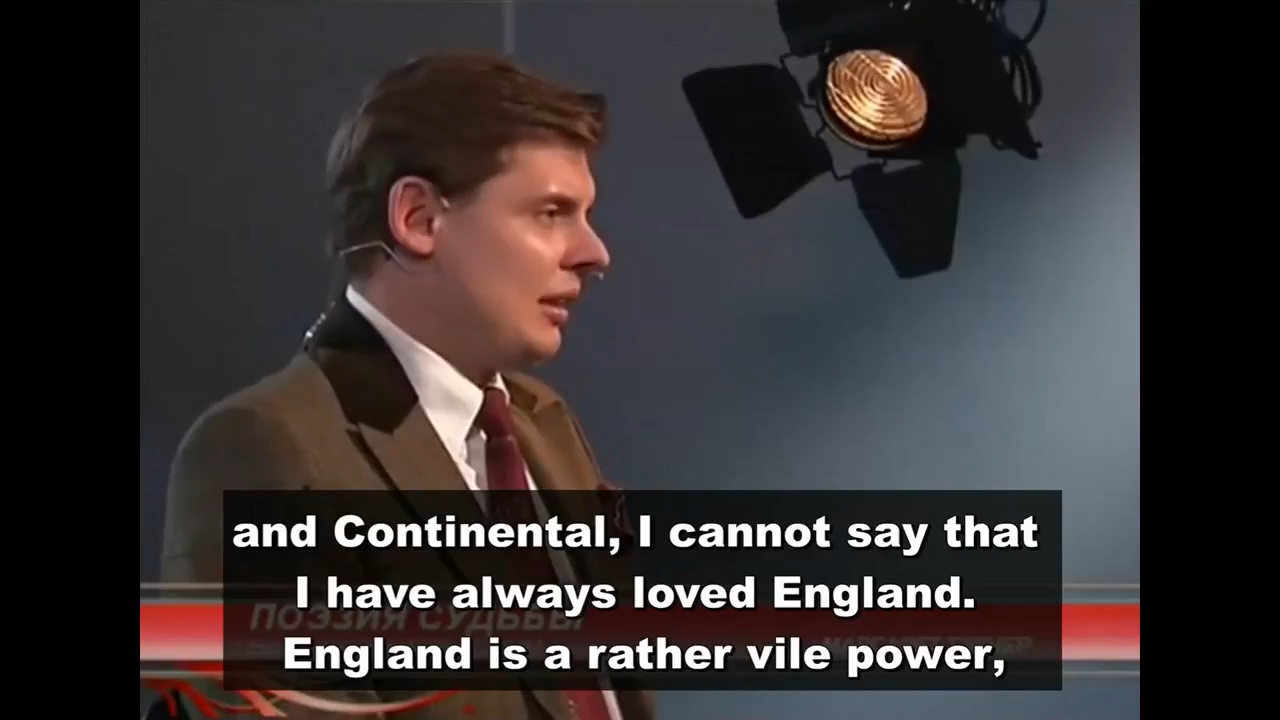 and Continental, I cannot say that
I have always loved England.
England is a rather vile power,
ПОЭЗИЯ СУДЬБЫ